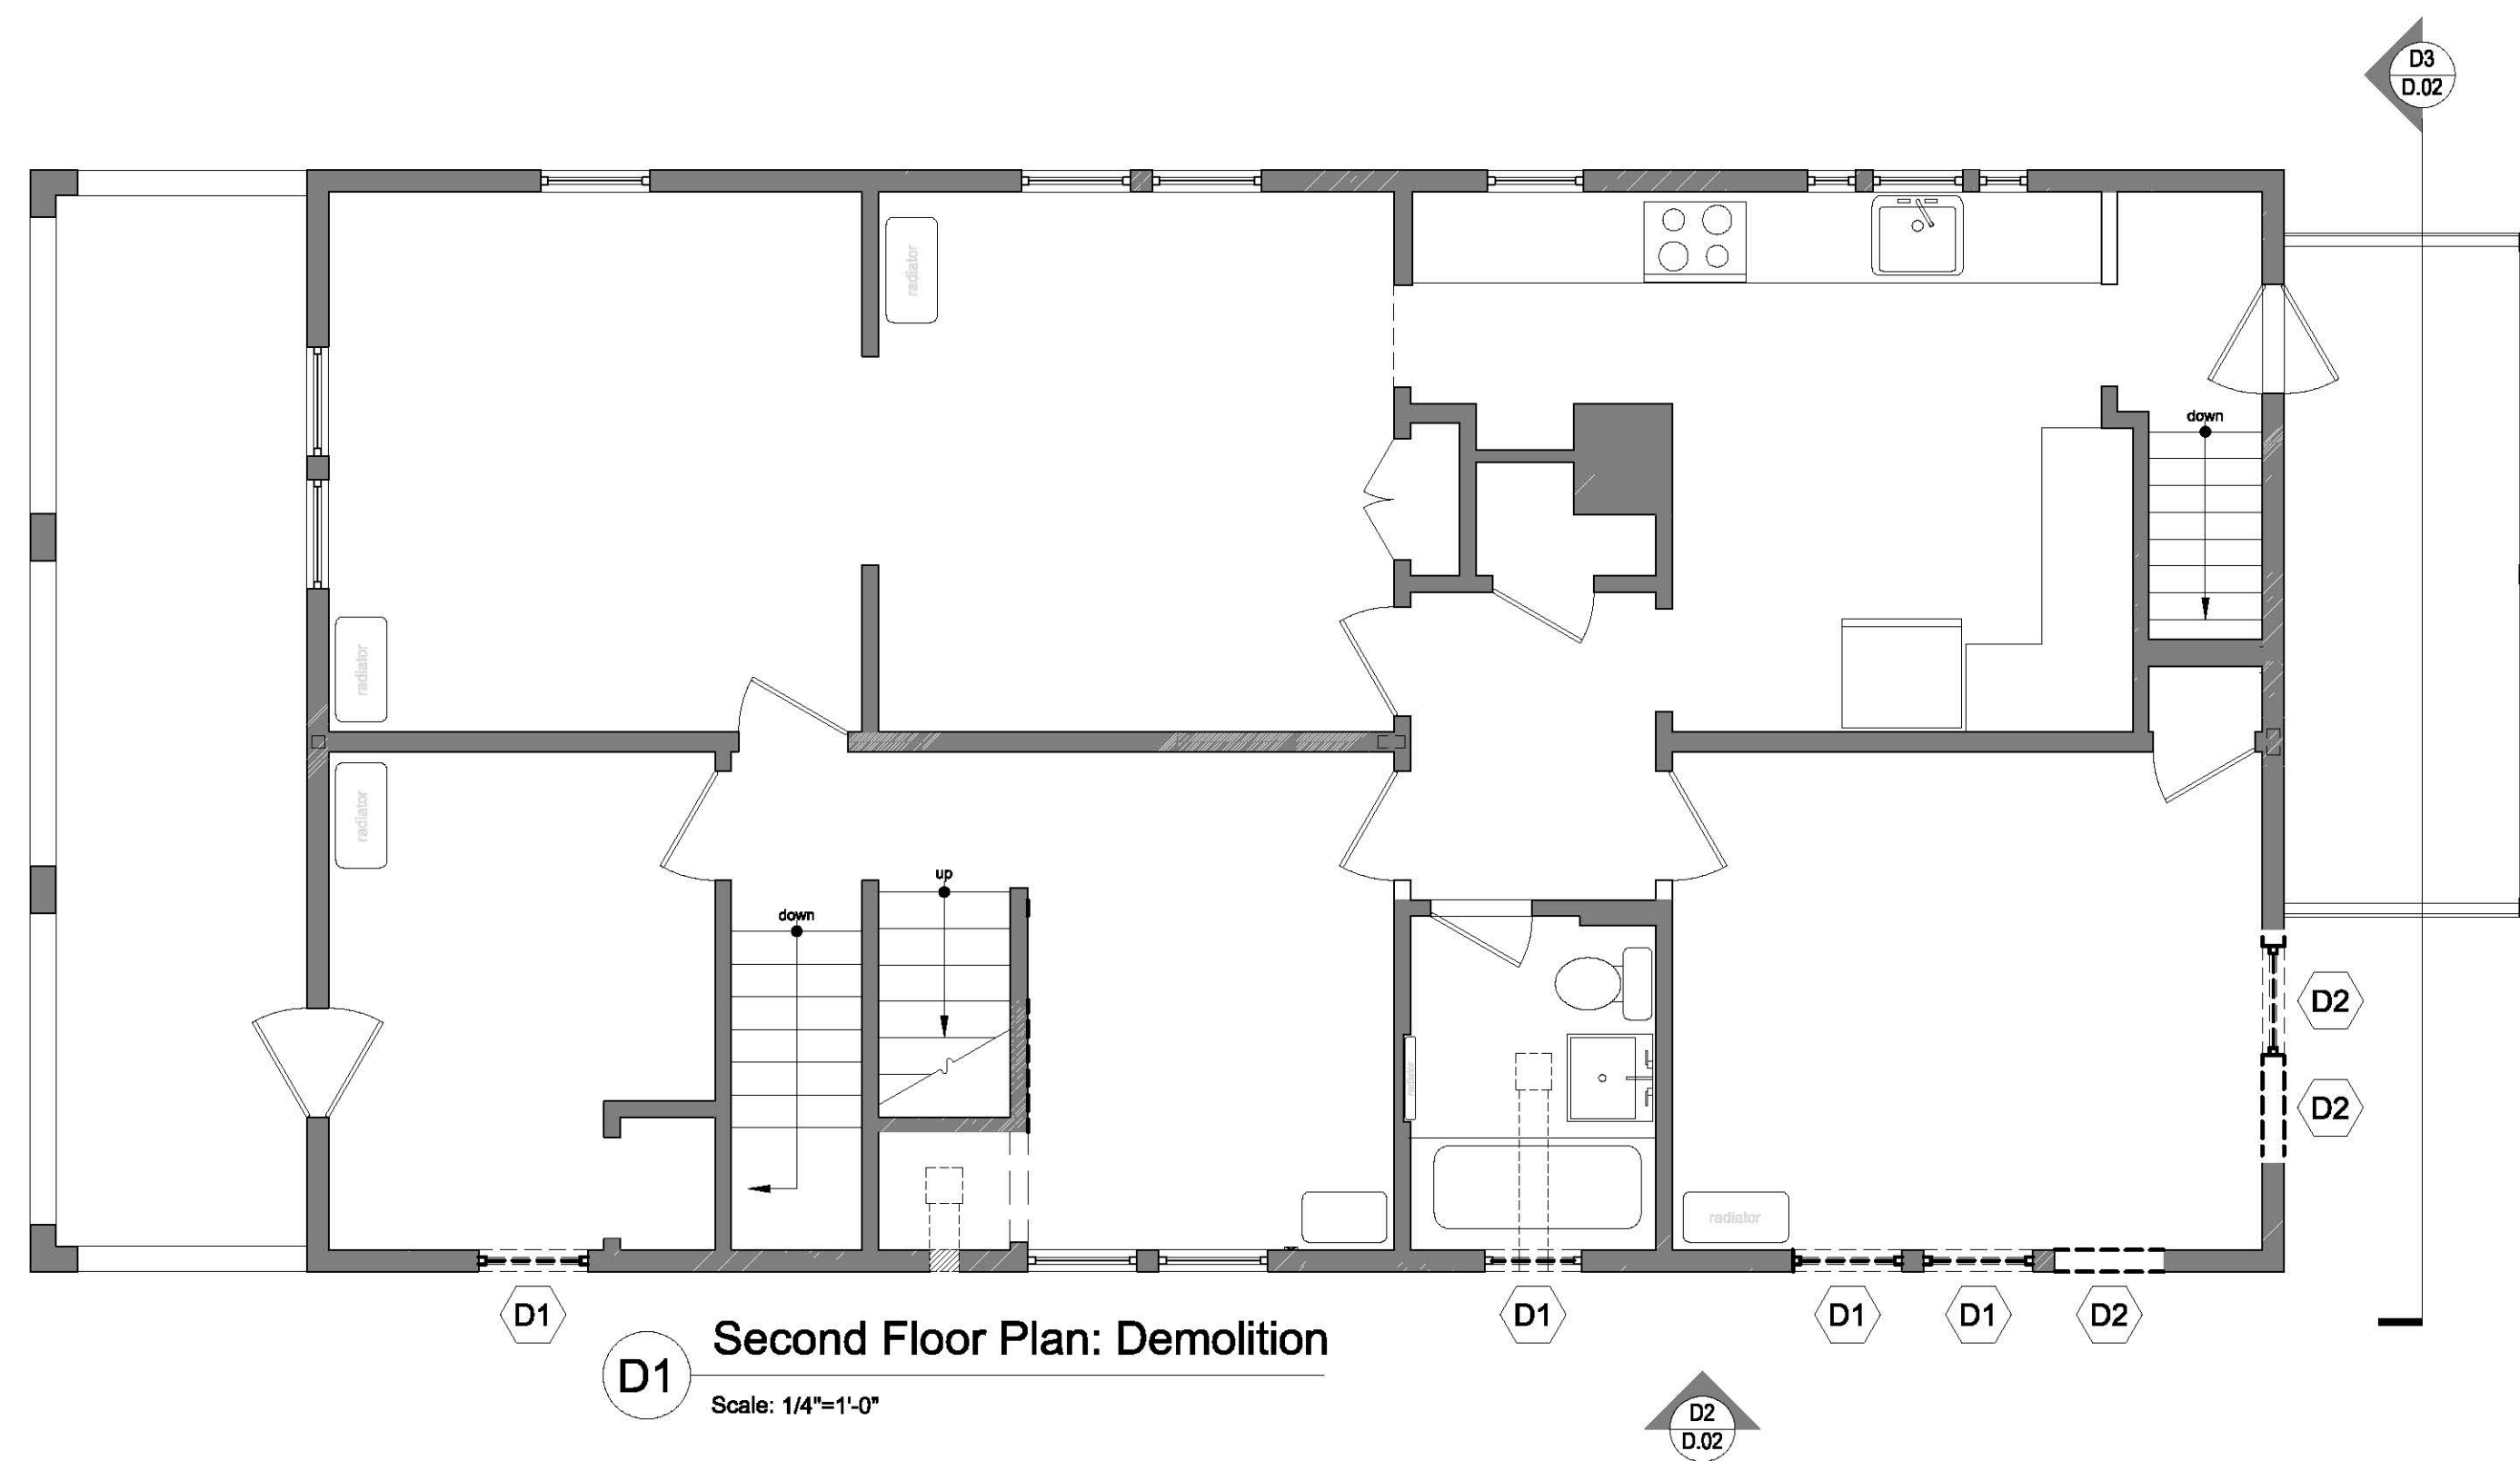 D3
D.02
radiator
down
radiator
radiator
up
down
D2
radiator
D2
radiator
D1
D1
D1
D1
D2
Second Floor Plan: Demolition
D1
Scale: 1/4"=1'-0"
D2
D.02